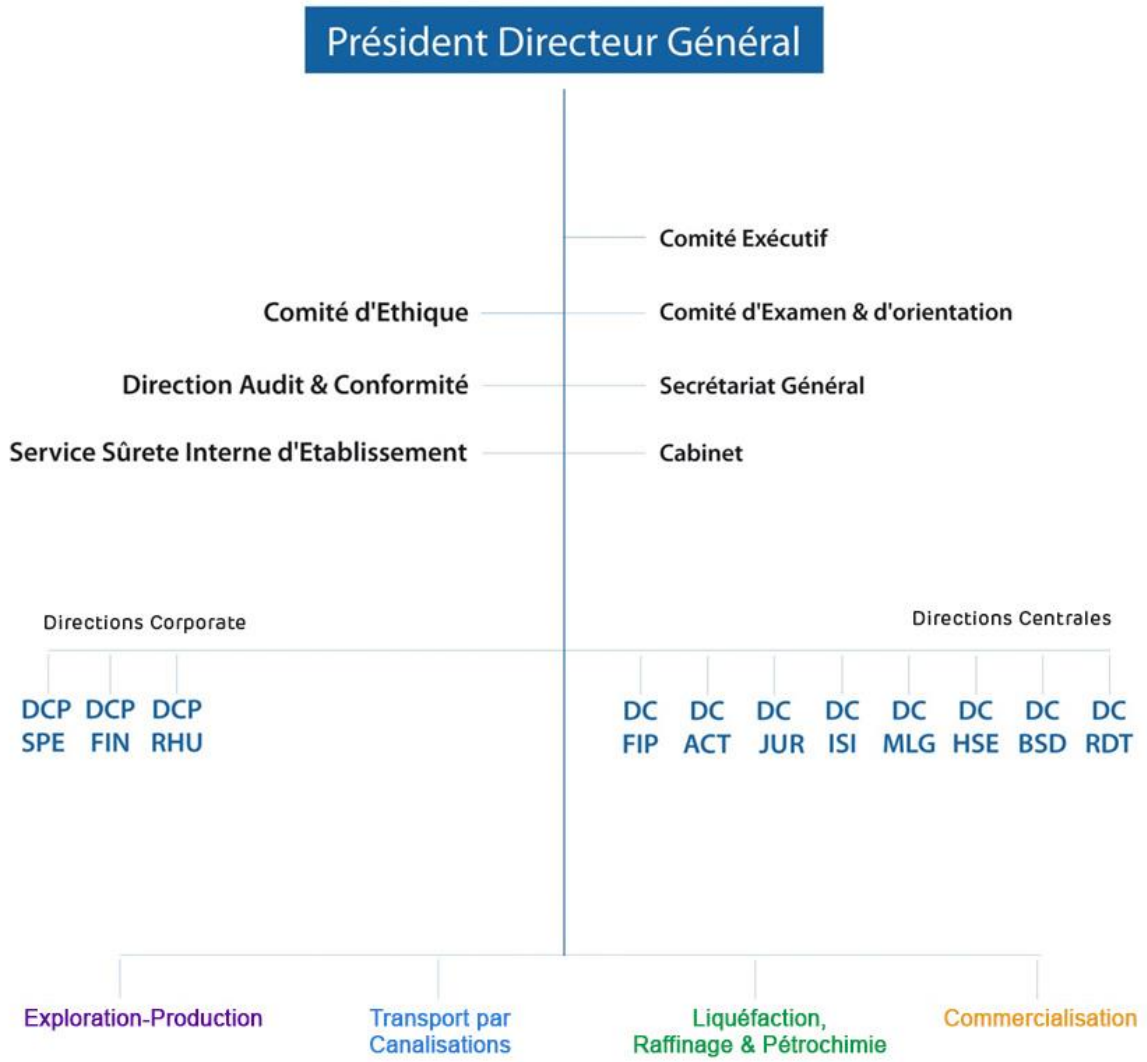 Président Directeur Général
Comité Exécutif
Comité d'Ethique
Comité d'Examen & d'orientation
Direction Audit & Conformité
Secrétariat Général
Service Sûrete Interne d'Etablissement
Cabinet
Directions Corporate
Directions Centrales
DCP DCP DCP
SPE FIN RHU
DC DC DC DC DC DC DC DC
FIP ACT JUR ISI MLG HSE BSD RDT
Exploration-Production
Transport par
Canalisations
Liquéfaction,
Raffinage & Pétrochimie
Commercialisation